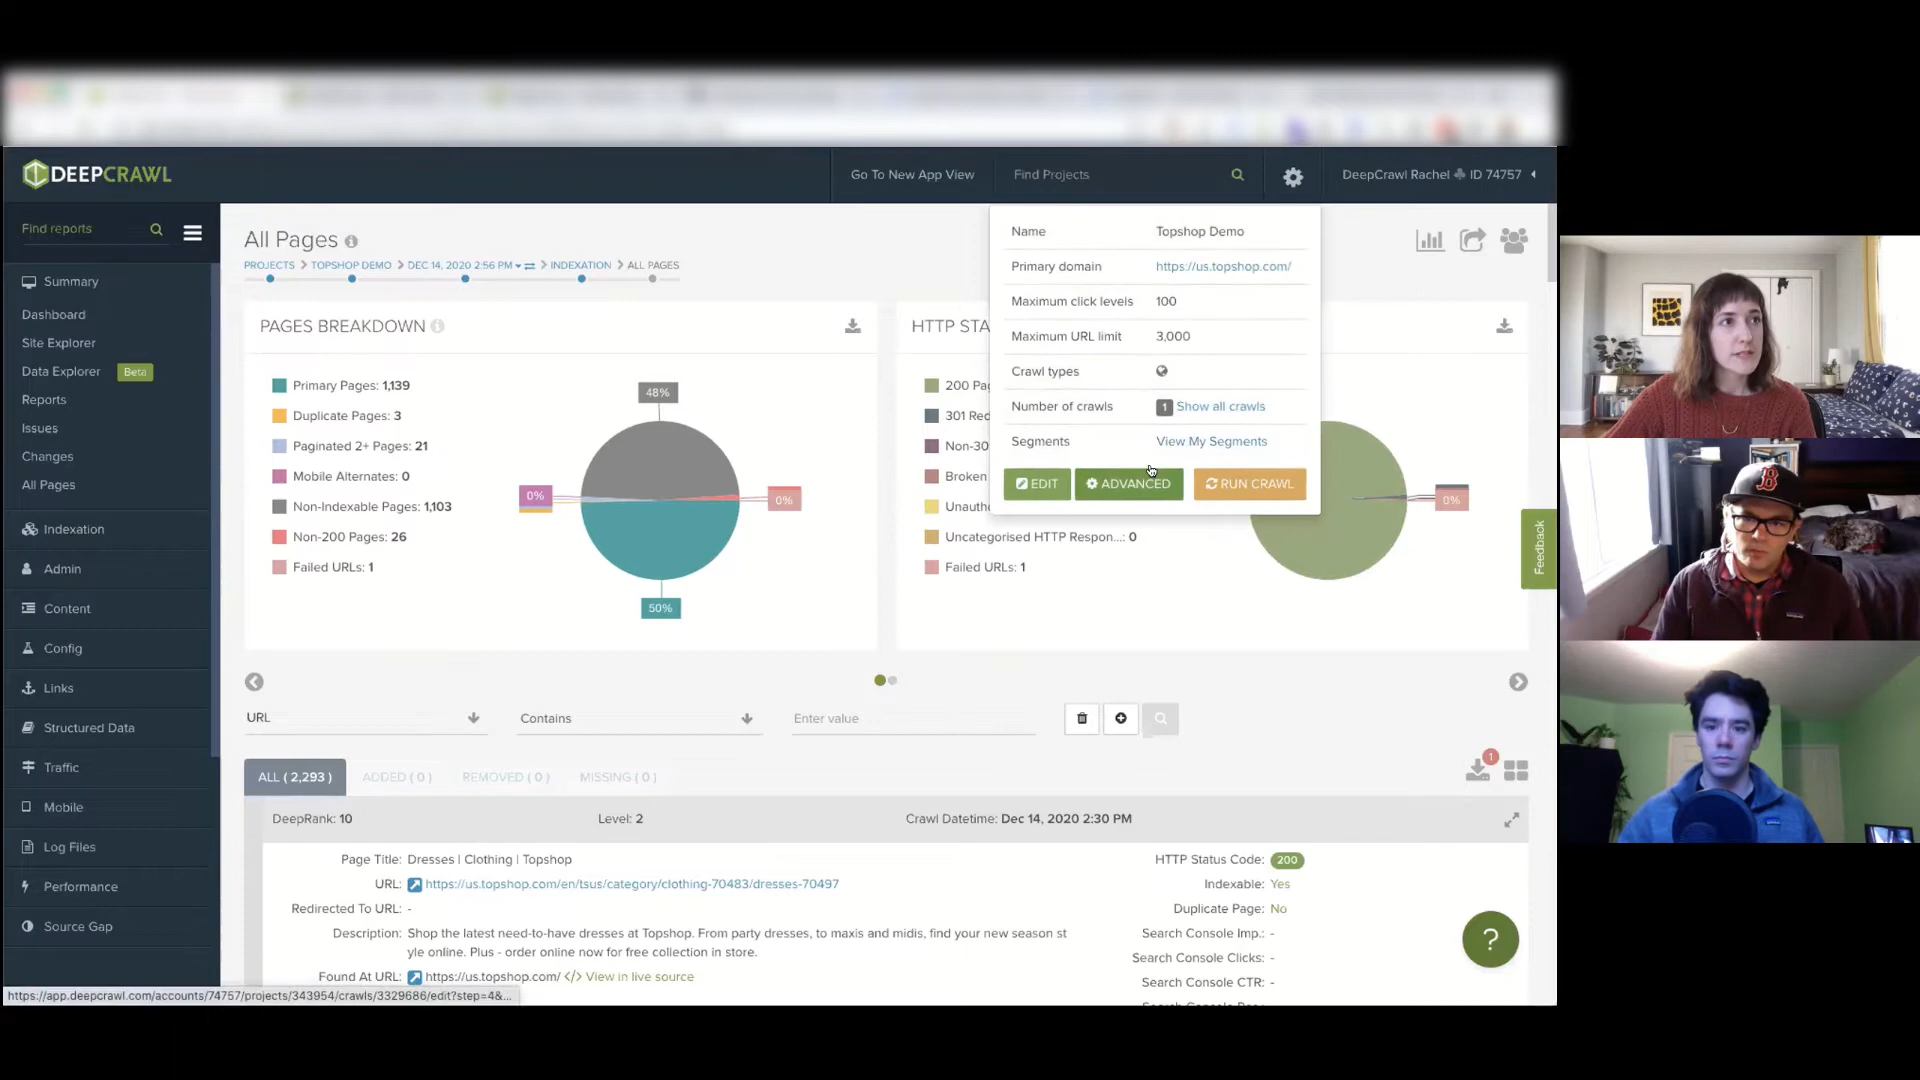 DEEPCRAWL
Go To New App View
Find Projects
DeepCrawl Rachel ID 74757
Find reports
Summary
Dashboard
Site Explorer
Data Explorer Beta
Reports
Issues
Changes
All Pages
Indexation
Admin
Content
Config
Links
Structured Data
Traffic
Mobile
Log Files
Performance
Source Gap
All Pages
PROJECTS > TOPSHOP DEMO > DEC 14, 2020 2:56 PM > INDEXATION > ALL PAGES
Name Topshop Demo
Primary domain https://us.topshop.com/
Maximum click levels 100
Maximum URL limit 3,000
Crawl types
Number of crawls 1 Show all crawls
Segments View My Segments
EDIT ADVANCED RUN CRAWL
PAGES BREAKDOWN
Primary Pages: 1,139
Duplicate Pages: 3
Paginated 2+ Pages: 21
Mobile Alternates: 0
Non-Indexable Pages: 1,103
Non-200 Pages: 26
Failed URLs: 1
48%
0%
0%
50%
HTTP STA
200 Pag
301 Red
Non-30
Broken
Unauth
Uncategorised HTTP Respon...: 0
Failed URLs: 1
0%
Feedback
URL Contains Enter value
ALL ( 2,293 ) ADDED ( 0 ) REMOVED ( 0 ) MISSING ( 0 )
1
DeepRank: 10 Level: 2 Crawl Datetime: Dec 14, 2020 2:30 PM
Page Title: Dresses | Clothing | Topshop
URL: https://us.topshop.com/en/tsus/category/clothing-70483/dresses-70497
Redirected To URL: -
Description: Shop the latest need-to-have dresses at Topshop. From party dresses, to maxis and midis, find your new season st
yle online. Plus - order online now for free collection in store.
Found At URL: https://us.topshop.com/ </> View in live source
HTTP Status Code: 200
Indexable: Yes
Duplicate Page: No
Search Console Imp.: -
Search Console Clicks: -
Search Console CTR: -
?
https://app.deepcrawl.com/accounts/74757/projects/343954/crawls/3329686/edit?step=4&...
B